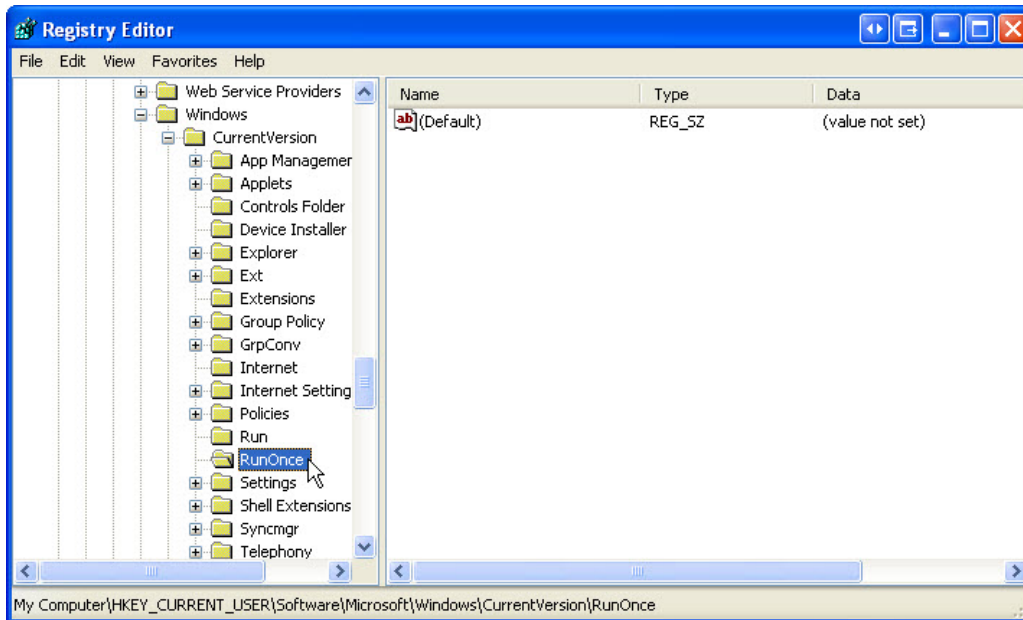 Registry Editor
File Edit View Favorites Help
Web Service Providers
Windows
CurrentVersion
App Managemer
Applets
Controls Folder
Device Installer
Explorer
Ext
Extensions
Group Policy
GrpConv
Internet
Internet Setting
Policies
Run
RunOnce
Settings
Shell Extensions
Syncmgr
Telephony
Name Type Data
ab (Default) REG_SZ (value not set)
My Computer\HKEY_CURRENT_USER\Software\Microsoft\Windows\CurrentVersion\RunOnce